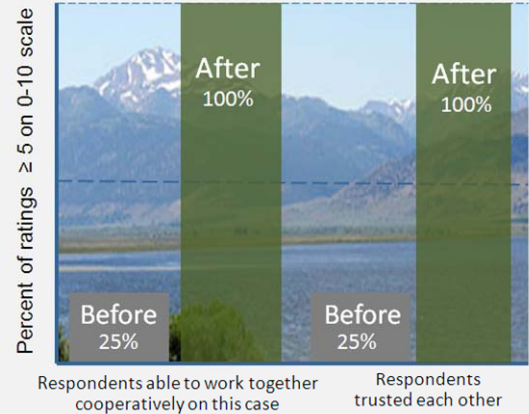 Percent of ratings ≥ 5 on 0-10 scale
After
100%
After
100%
Before
25%
Before
25%
Respondents able to work together
cooperatively on this case
Respondents
trusted each other